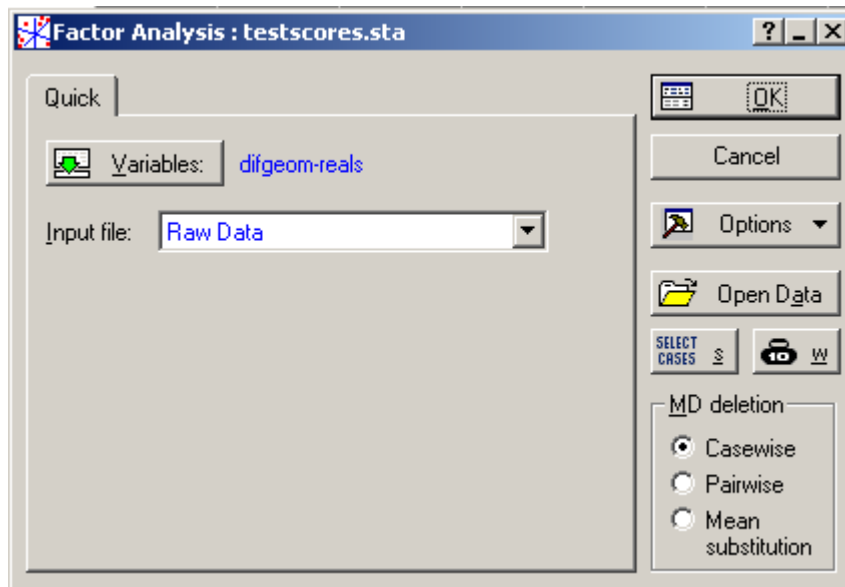 Factor Analysis : testscores.sta
?
Quick
Variables: difgeom-reals
Input file: Raw Data
OK
Cancel
Options
Open Data
SELECT CASES S
10 W
MD deletion
Casewise
Pairwise
Mean
substitution